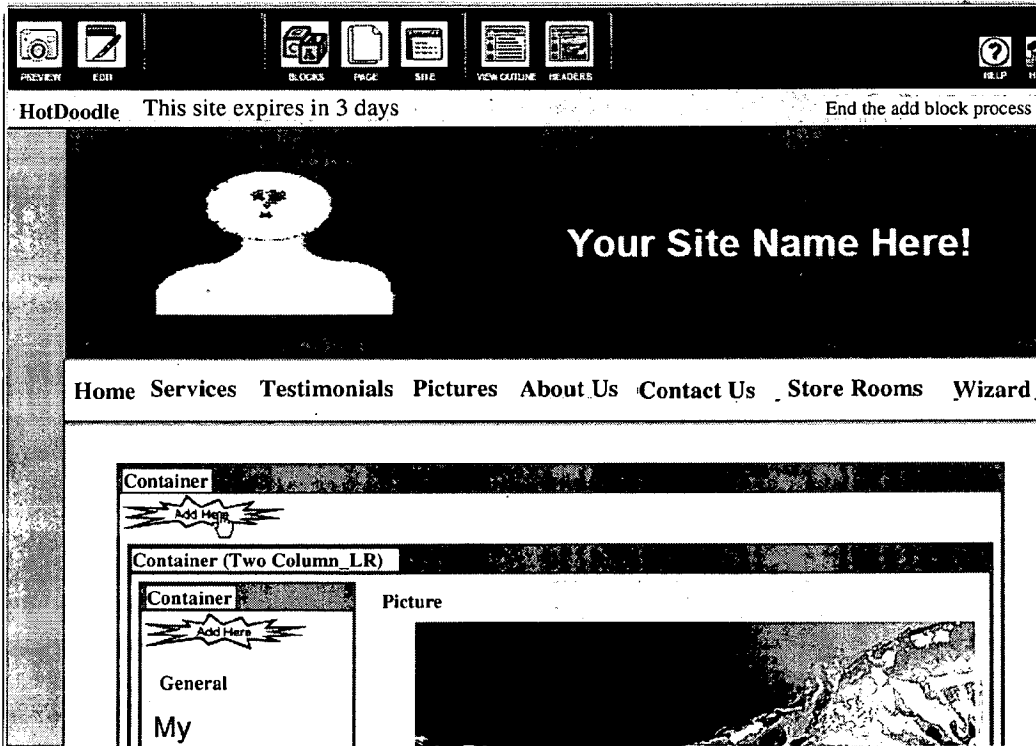 PREVIEW EDIT BLOCKS PAGE SITE VIEW OUTLINE HEADERS HELP
HotDoodle This site expires in 3 days End the add block process
Your Site Name Here!
Home Services Testimonials Pictures About Us Contact Us Store Rooms Wizard
Container
Add Here
Container (Two Column_LR)
Container Picture
Add Here
General
My